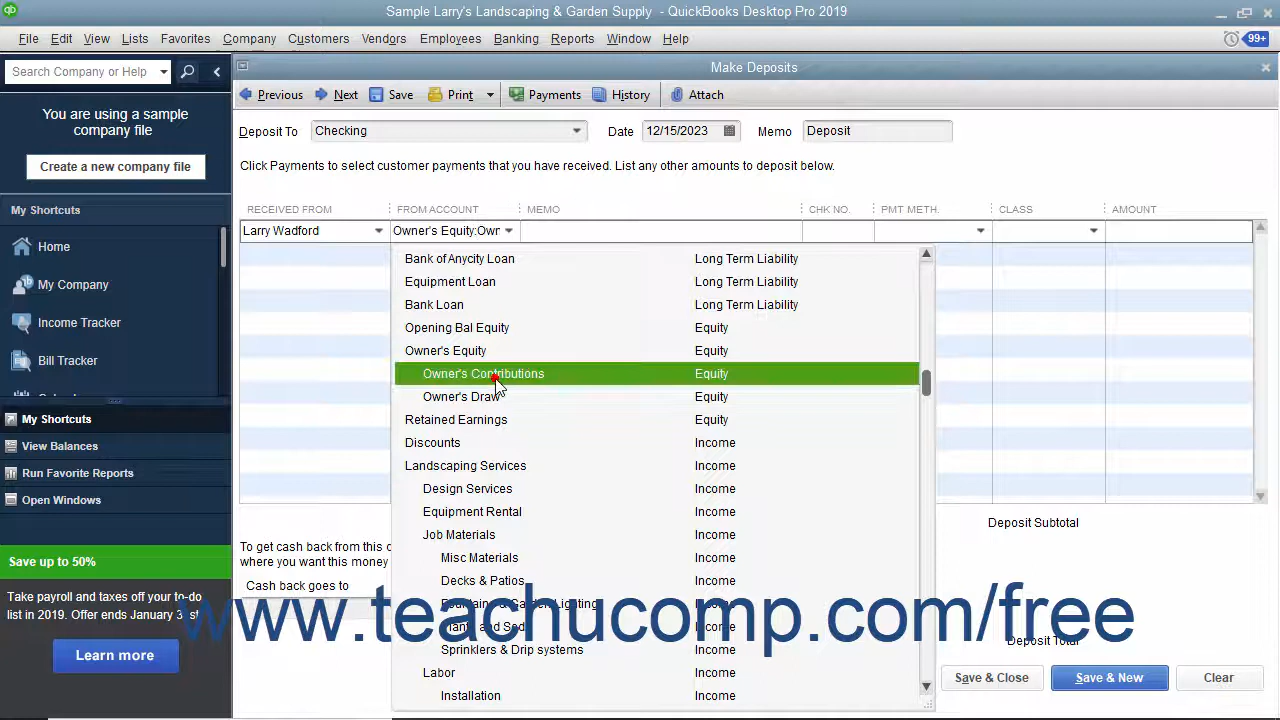 Sample Larry's Landscaping & Garden Supply - QuickBooks Desktop Pro 2019
File Edit View Lists Favorites Company Customers Vendors Employees Banking Reports Window Help
99+
Search Company or Help
Make Deposits
You are using a sample
company file
Create a new company file
Previous Next Save Print Payments History Attach
Deposit To Checking Date 12/15/2023 Memo Deposit
Click Payments to select customer payments that you have received. List any other amounts to deposit below.
My Shortcuts
Home
My Company
Income Tracker
Bill Tracker
RECEIVED FROM FROM ACCOUNT MEMO CHK NO. PMT METH. CLASS AMOUNT
Larry Wadford Owner's Equity:Owr
Bank of Anycity Loan Long Term Liability
Equipment Loan Long Term Liability
Bank Loan Long Term Liability
Opening Bal Equity Equity
Owner's Equity Equity
Owner's Contributions Equity
Owner's Draw Equity
Retained Earnings Equity
Discounts Income
Landscaping Services Income
Design Services Income
Equipment Rental Income
Job Materials Income
Misc Materials Income
Decks & Patios Income
Fountains & Garden Lighting Income
Plants and Sod Income
Sprinklers & Drip systems Income
Labor Income
Installation Income
My Shortcuts
View Balances
Run Favorite Reports
Open Windows
Save up to 50%
Take payroll and taxes off your to-do
list in 2019. Offer ends January 31st
Learn more
To get cash back from this
where you want this money
Cash back goes to
Deposit Subtotal
Deposit Total
Save & Close Save & New Clear
www.teachucomp.com/free